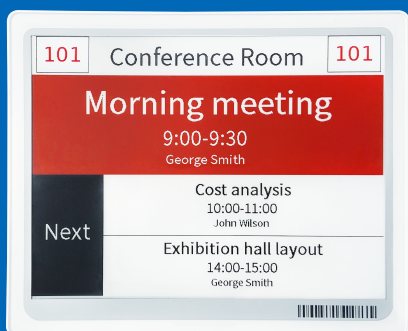 101 Conference Room 101
Morning meeting
9:00-9:30
George Smith
Next
Cost analysis
10:00-11:00
John Wilson
Exhibition hall layout
14:00-15:00
George Smith